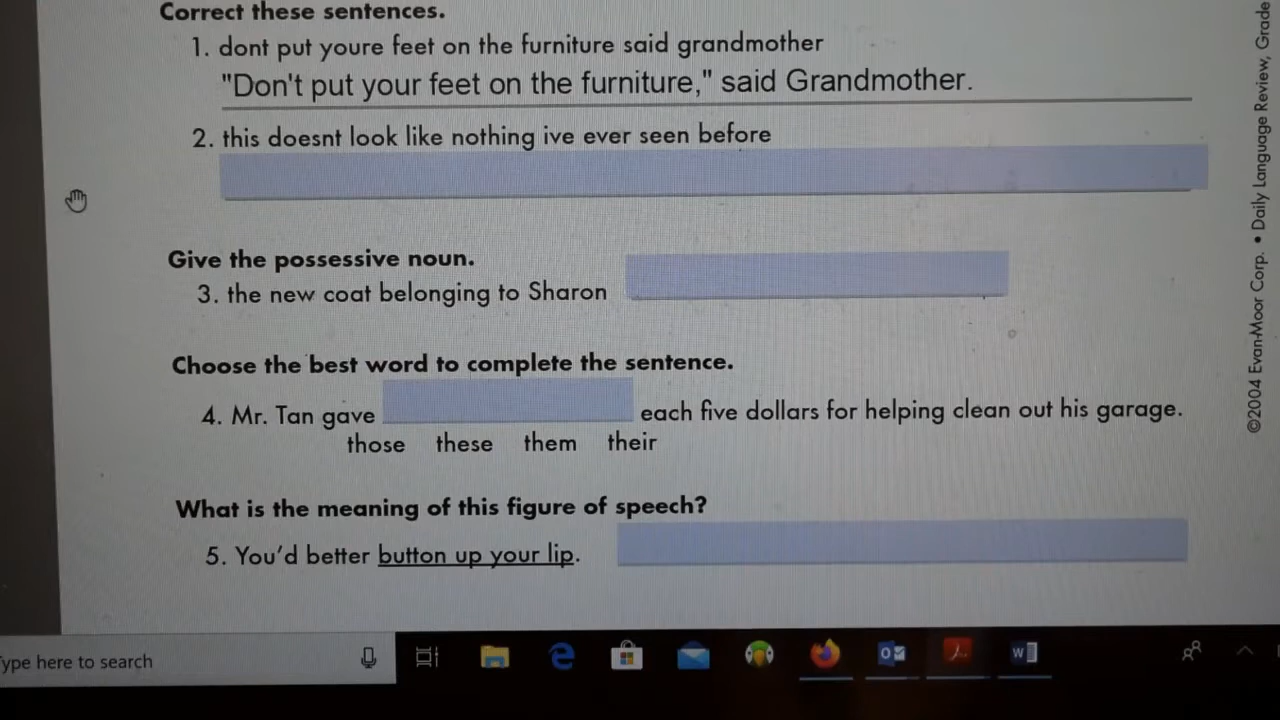 Correct these sentences.
1. dont put youre feet on the furniture said grandmother
"Don't put your feet on the furniture," said Grandmother.
2. this doesnt look like nothing ive ever seen before
Give the possessive noun.
3. the new coat belonging to Sharon
Choose the best word to complete the sentence.
4. Mr. Tan gave each five dollars for helping clean out his garage.
those these them their
What is the meaning of this figure of speech?
5. You'd better button up your lip.
©2004 Evan-Moor Corp. • Daily Language Review, Grade
ype here to search